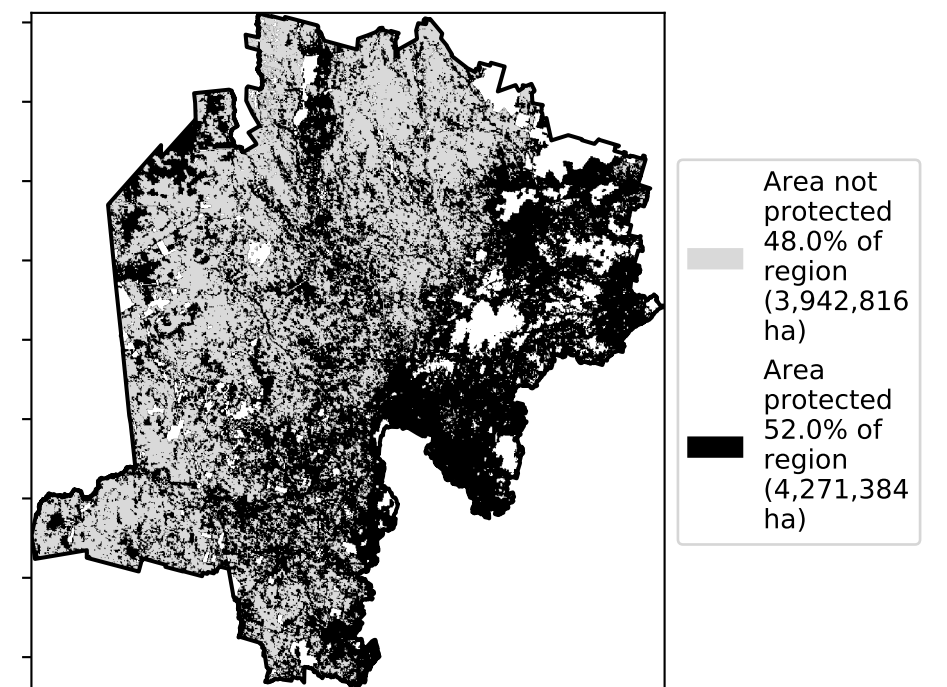 Area not
protected
48.0% of
region
(3,942,816
ha)
Area
protected
52.0% of
region
(4,271,384
ha)